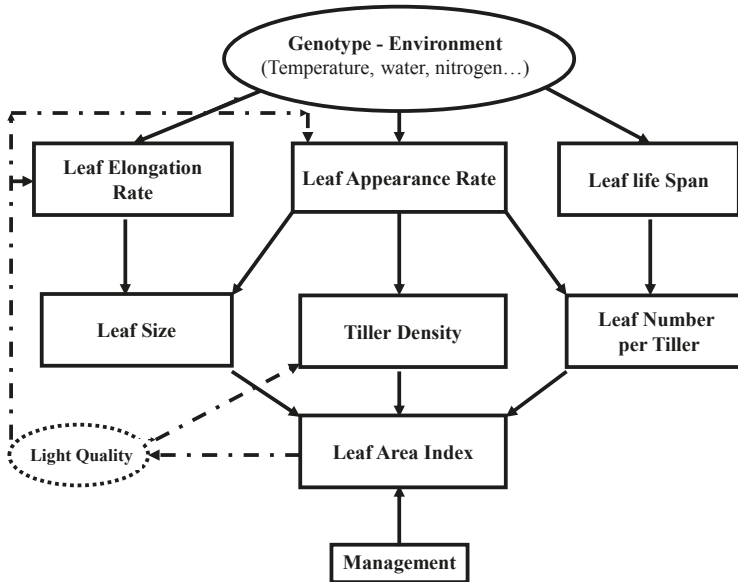 Genotype - Environment
(Temperature, water, nitrogen…)
Leaf Elongation
Rate
Leaf Appearance Rate
Leaf life Span
Leaf Size
Tiller Density
Leaf Number
per Tiller
Light Quality
Leaf Area Index
Management